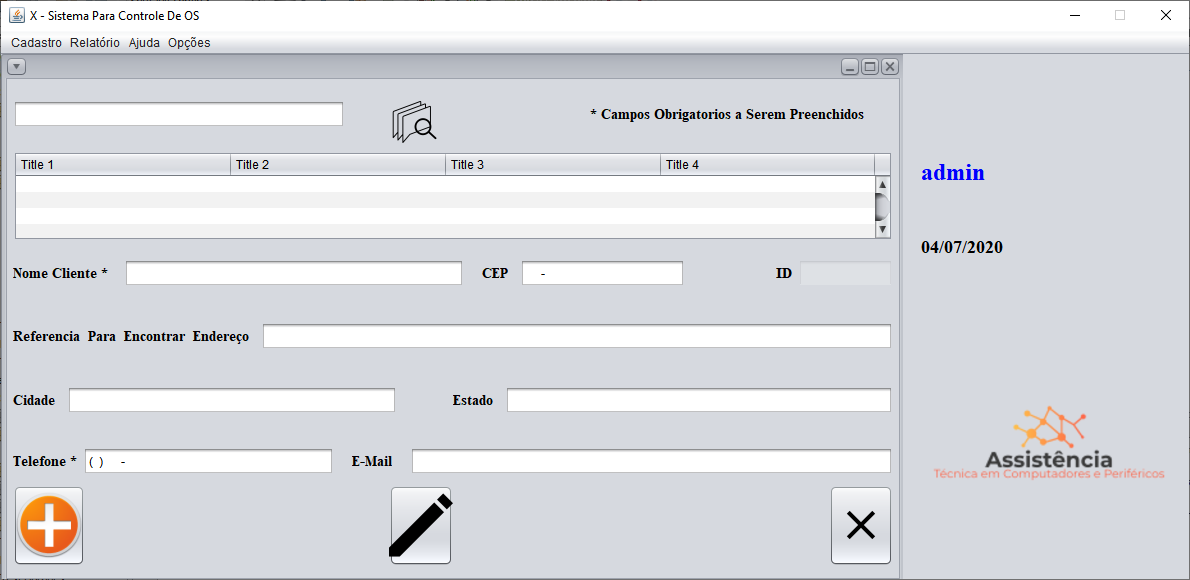 X - Sistema Para Controle De OS
Cadastro Relatório Ajuda Opções
* Campos Obrigatorios a Serem Preenchidos
Title 1 Title 2 Title 3 Title 4
admin
04/07/2020
Nome Cliente * CEP - ID
Referencia Para Encontrar Endereço
Cidade Estado
Telefone * ( ) - E-Mail
Assistência
Técnica em Computadores e Periféricos